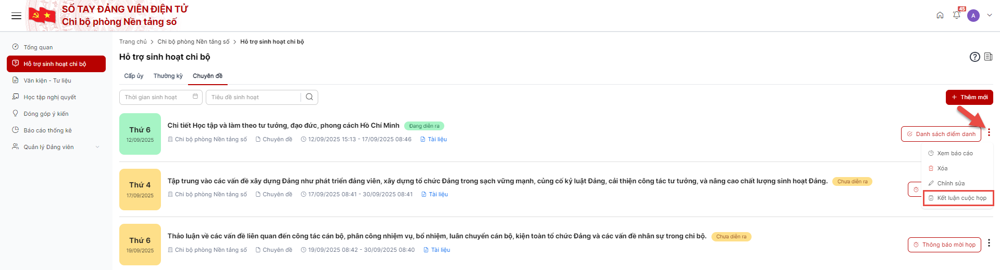 SỔ TAY ĐẢNG VIÊN ĐIỆN TỬ
Chi bộ phòng Nền tảng số
45
A
Tổng quan
Hỗ trợ sinh hoạt chi bộ
Văn kiện - Tư liệu
Học tập nghị quyết
Đóng góp ý kiến
Báo cáo thống kê
Quản lý Đảng viên
Trang chủ > Chi bộ phòng Nền tảng số > Hỗ trợ sinh hoạt chi bộ
Hỗ trợ sinh hoạt chi bộ
Cấp ủy Thường kỳ Chuyên đề
Thời gian sinh hoạt Tiêu đề sinh hoạt
+ Thêm mới
Thứ 6
12/09/2025
Chi tiết Học tập và làm theo tư tưởng, đạo đức, phong cách Hồ Chí Minh Đang diễn ra
Chi bộ phòng Nền tảng số Chuyên đề 12/09/2025 15:13 - 17/09/2025 08:46 Tài liệu
Danh sách điểm danh
Xem báo cáo
Xóa
Chỉnh sửa
Kết luận cuộc họp
Thứ 4
17/09/2025
Tập trung vào các vấn đề xây dựng Đảng như phát triển đảng viên, xây dựng tổ chức Đảng trong sạch vững mạnh, củng cố kỷ luật Đảng, cải thiện công tác tư tưởng, và nâng cao chất lượng sinh hoạt Đảng. Chưa diễn ra
Chi bộ phòng Nền tảng số Chuyên đề 17/09/2025 08:41 - 30/09/2025 08:41 Tài liệu
Thứ 6
19/09/2025
Thảo luận về các vấn đề liên quan đến công tác cán bộ, phân công nhiệm vụ, bổ nhiệm, luân chuyển cán bộ, kiện toàn tổ chức Đảng và các vấn đề nhân sự trong chi bộ. Chưa diễn ra
Chi bộ phòng Nền tảng số Chuyên đề 19/09/2025 08:42 - 30/09/2025 08:40 Tài liệu
Thông báo mời họp